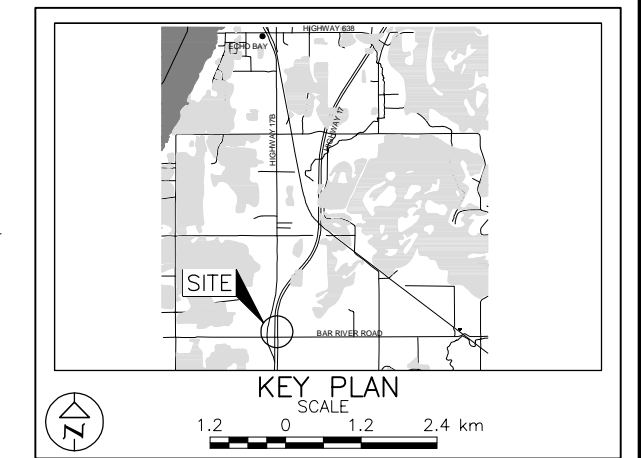 HIGHWAY 638
ECHO BAY
HIGHWAY 17B
HIGHWAY 17
SITE
BAR RIVER ROAD
KEY PLAN
SCALE
1.2 0 1.2 2.4 km
N